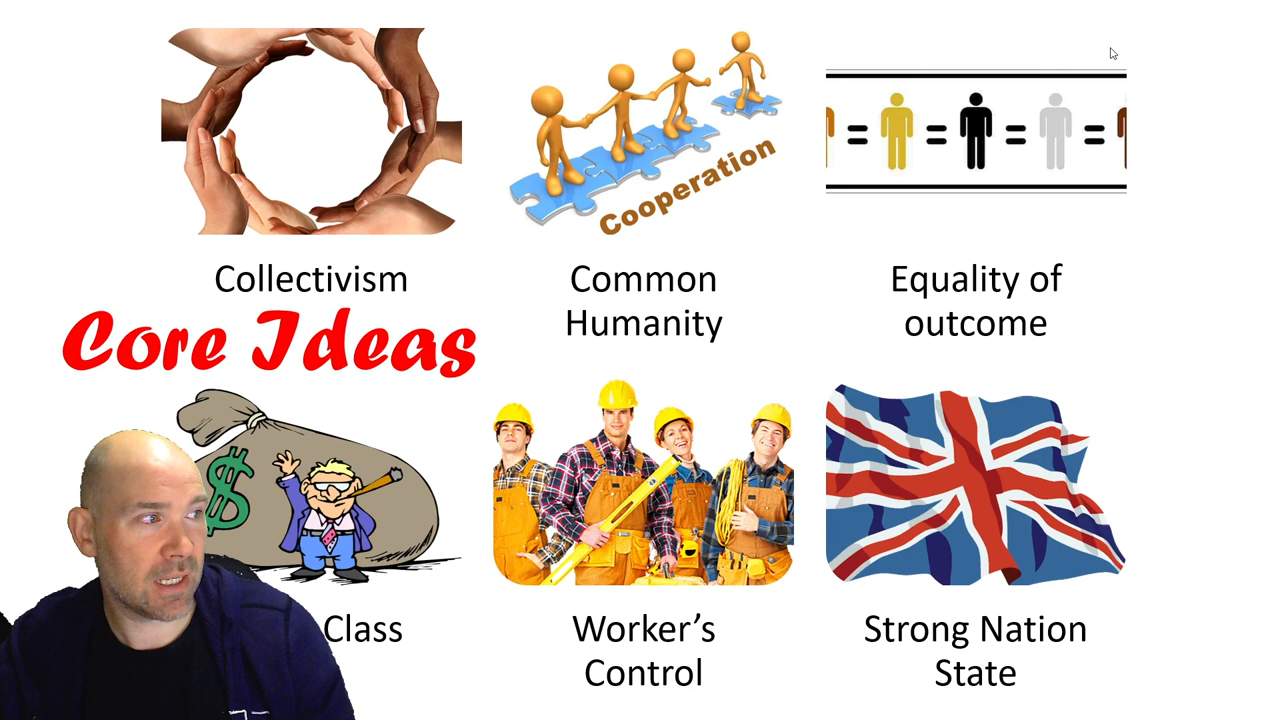 Cooperation
Collectivism
Common
Humanity
Equality of
outcome
Core Ideas
$
Class
Worker's
Control
Strong Nation
State